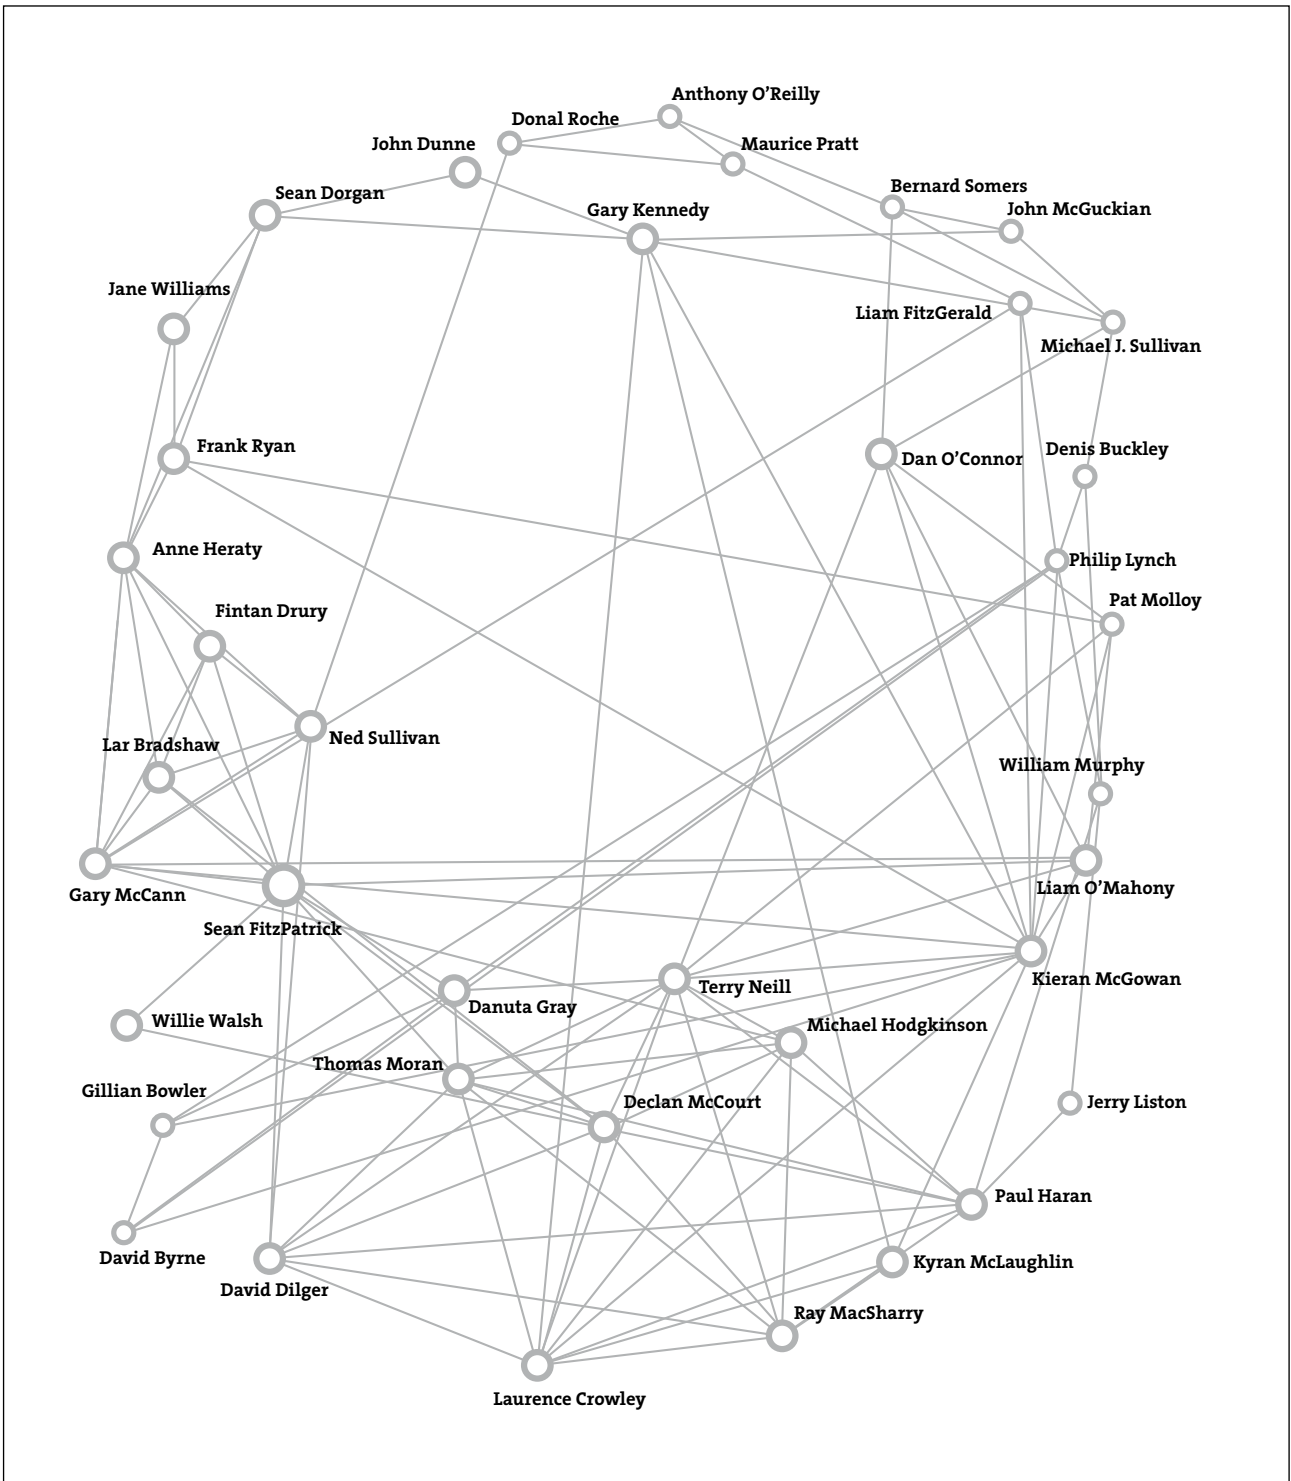 Anthony O’Reilly
Donal Roche
John Dunne
Maurice Pratt
Bernard Somers
Sean Dorgan
John McGuckian
Gary Kennedy
Jane Williams
Liam FitzGerald
Michael J. Sullivan
Frank Ryan
Denis Buckley
Dan O’Connor
Anne Heraty
Philip Lynch
Pat Molloy
Fintan Drury
Ned Sullivan
Lar Bradshaw
William Murphy
Liam O’Mahony
Gary McCann
Sean FitzPatrick
Kieran McGowan
Terry Neill
Danuta Gray
Willie Walsh
Michael Hodgkinson
Thomas Moran
Gillian Bowler
Declan McCourt
Jerry Liston
Paul Haran
David Byrne
Kyran McLaughlin
David Dilger
Ray MacSharry
Laurence Crowley